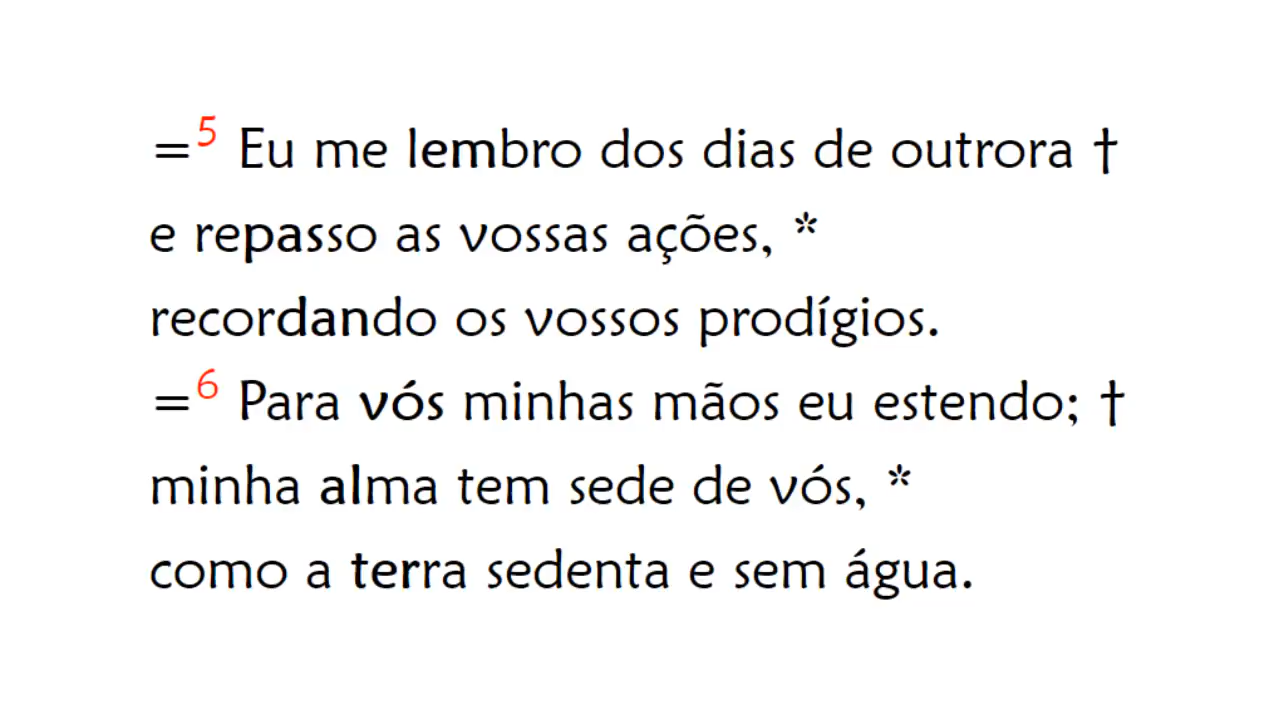 =5 Eu me lembro dos dias de outrora †
e repasso as vossas ações, *
recordando os vossos prodígios.
=6 Para vós minhas mãos eu estendo; †
minha alma tem sede de vós, *
como a terra sedenta e sem água.